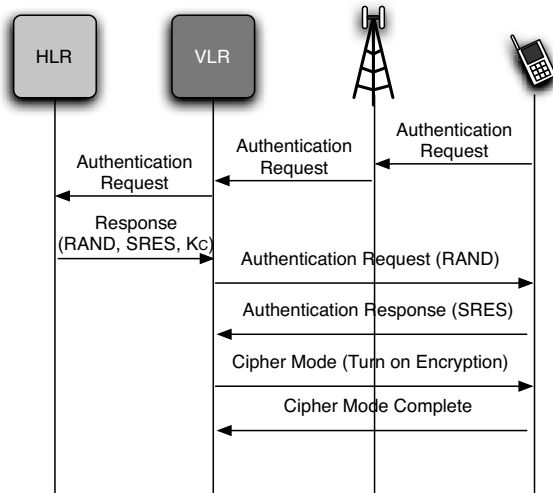 HLR
VLR
Authentication
Request
Authentication
Request
Authentication
Request
Response
(RAND, SRES, Kc)
Authentication Request (RAND)
Authentication Response (SRES)
Cipher Mode (Turn on Encryption)
Cipher Mode Complete